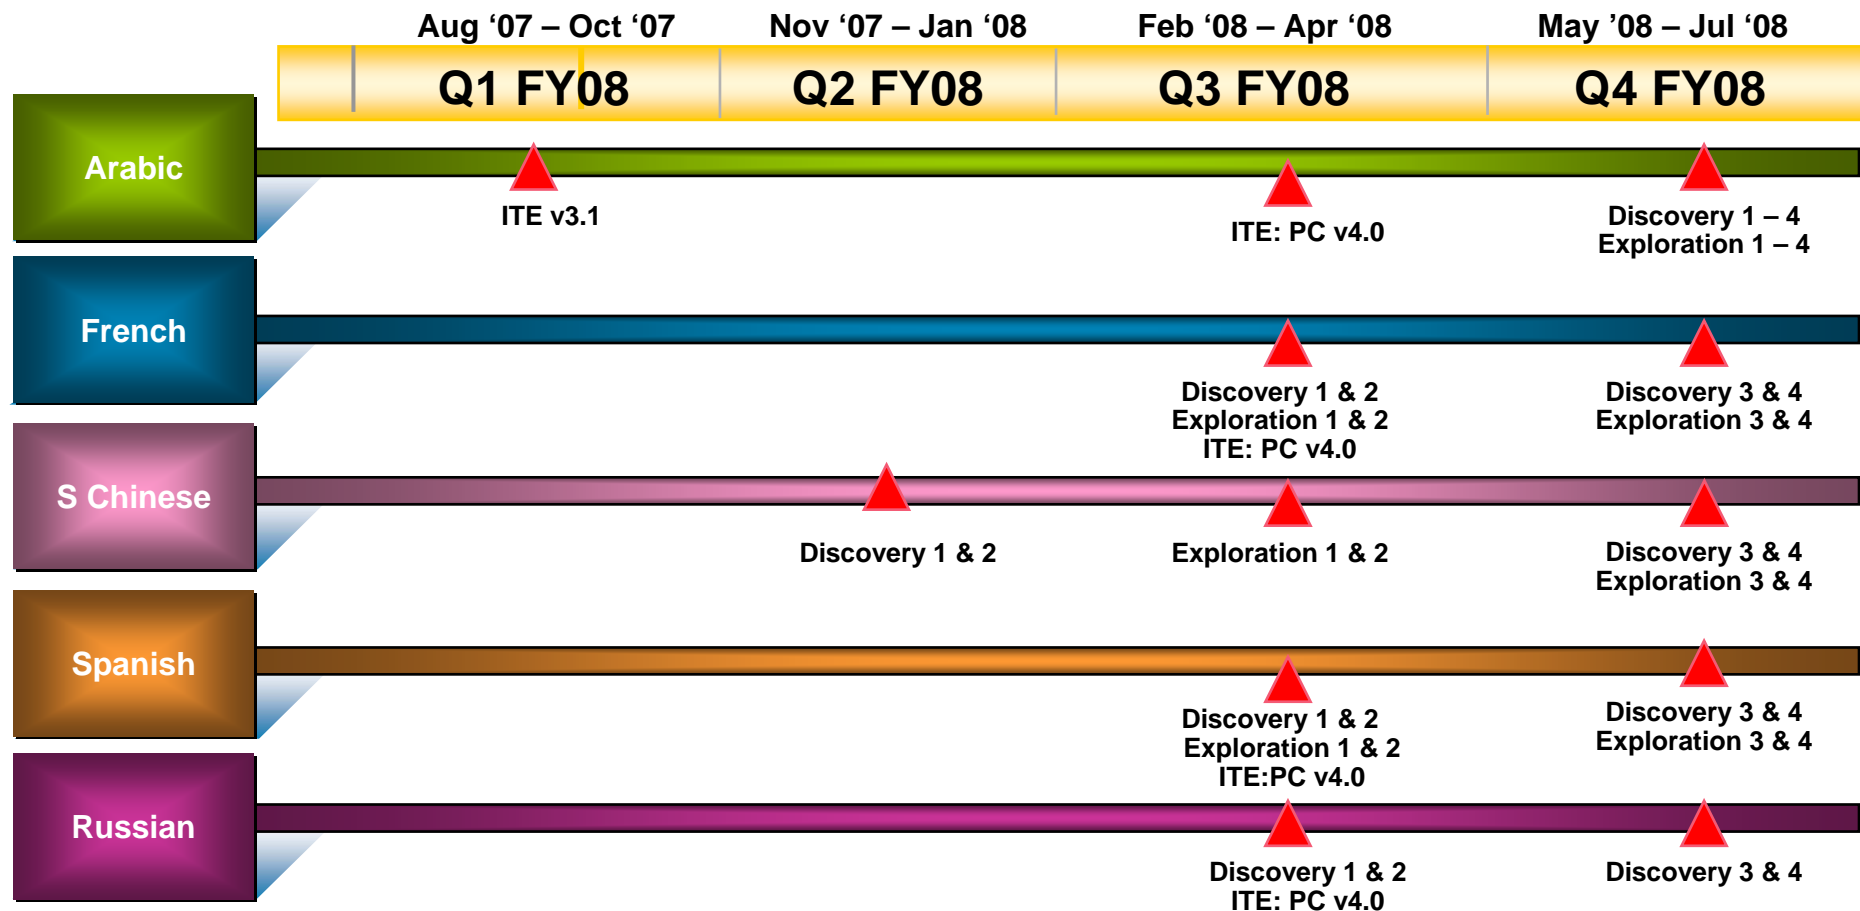 Aug ‘07 – Oct ‘07
Nov ‘07 – Jan ‘08
Feb ‘08 – Apr ‘08
May ’08 – Jul ‘08
Q1 FY08
Q2 FY08
Q3 FY08
Q4 FY08
Arabic
ITE v3.1
ITE: PC v4.0
Discovery 1 – 4
Exploration 1 – 4
French
Discovery 1 & 2
Exploration 1 & 2
ITE: PC v4.0
Discovery 3 & 4
Exploration 3 & 4
S Chinese
Discovery 1 & 2
Exploration 1 & 2
Discovery 3 & 4
Exploration 3 & 4
Spanish
Discovery 1 & 2
Exploration 1 & 2
ITE:PC v4.0
Discovery 3 & 4
Exploration 3 & 4
Russian
Discovery 1 & 2
ITE: PC v4.0
Discovery 3 & 4